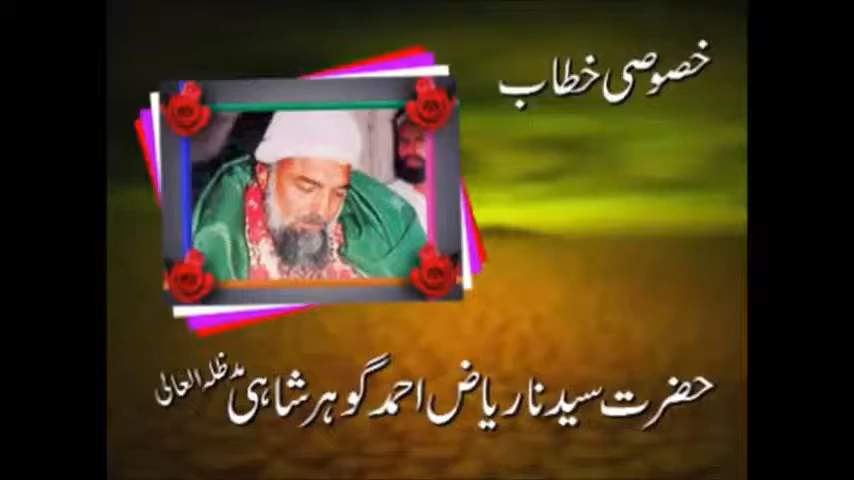 خصوصی خطاب
حضرت سیدنا ریاض احمد گوہر شاہی مدظلہ العالی